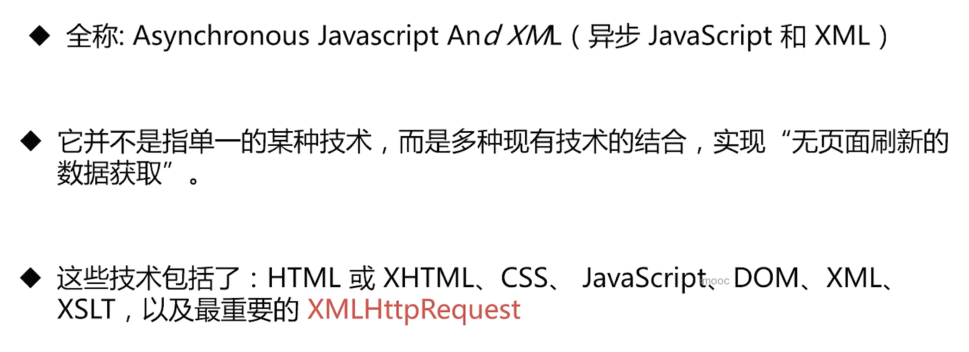 ◆ 全称: Asynchronous Javascript And XML ( 异步 JavaScript 和 XML )
◆ 它并不是指单一的某种技术，而是多种现有技术的结合，实现“无页面刷新的
数据获取”。
◆ 这些技术包括了：HTML 或 XHTML、CSS、 JavaScript、DOM、XML、
mooc
XSLT，以及最重要的 XMLHttpRequest